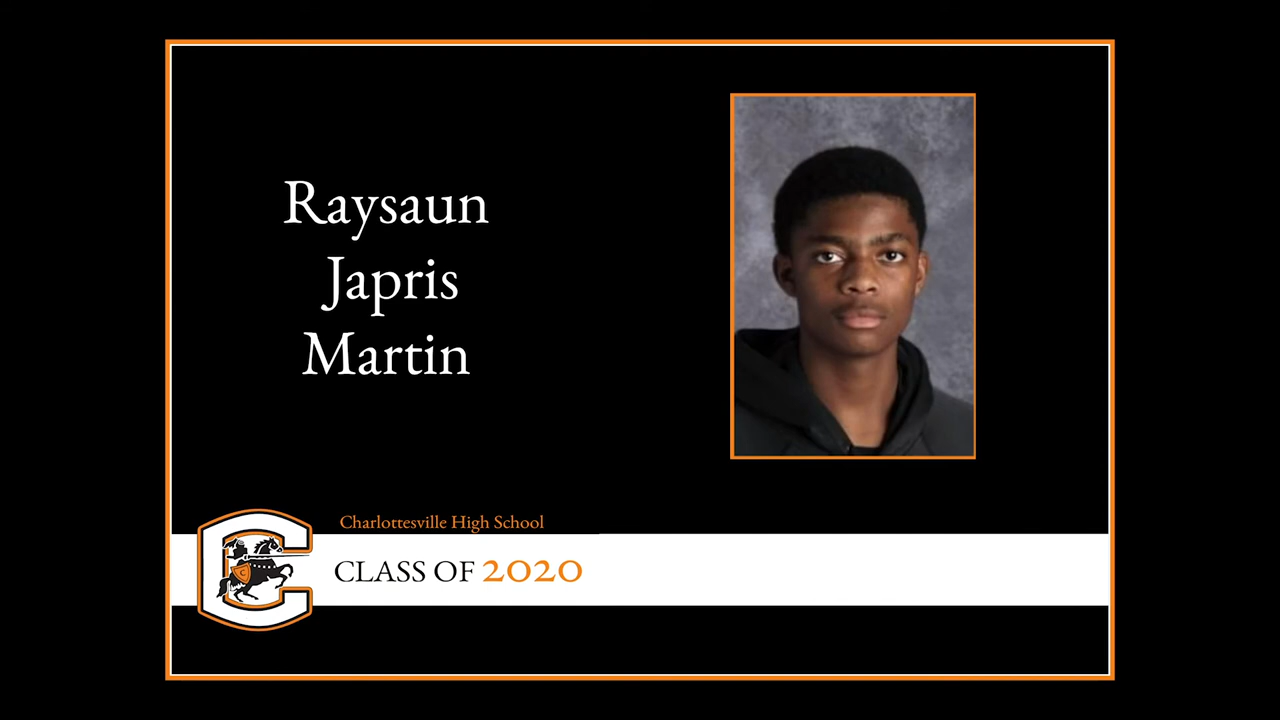 Raysaun
Japris
Martin
Charlottesville High School
CLASS OF 2020
C